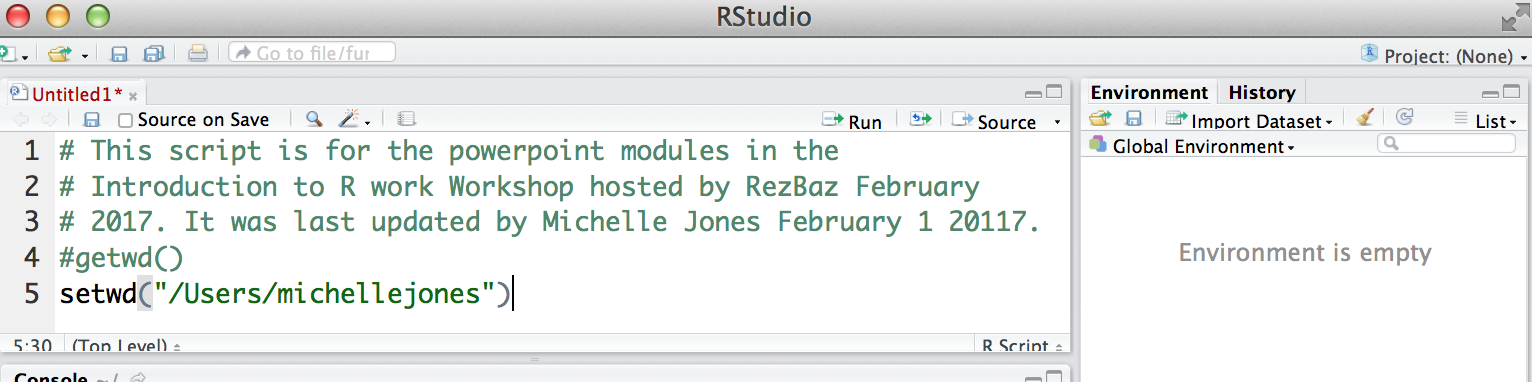 RStudio
Go to file/fur
Project: (None)
Untitled1*
Source on Save
Run
Source
1 # This script is for the powerpoint modules in the
2 # Introduction to R work Workshop hosted by RezBaz February
3 # 2017. It was last updated by Michelle Jones February 1 20117.
4 #getwd()
5 setwd("/Users/michellejones")
5:30 (Top Level)
R Script
Console ~/
Environment History
Import Dataset
List
Global Environment
Environment is empty